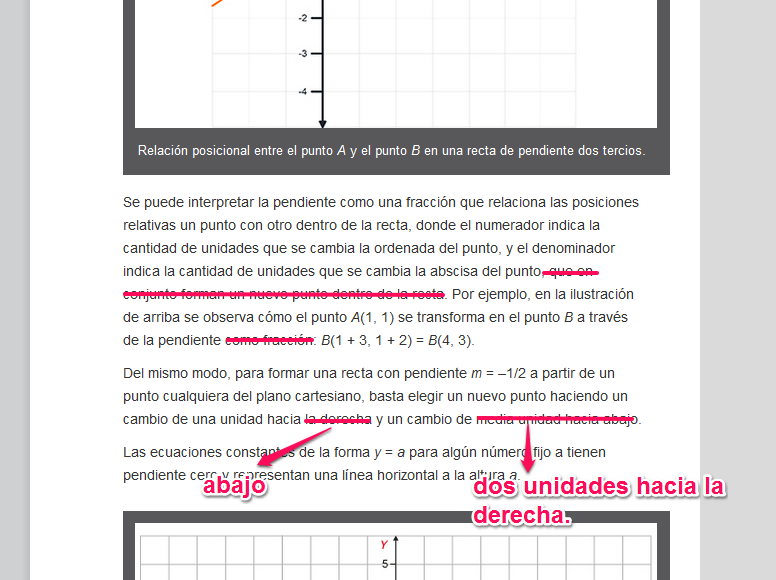 -2
-3
-4
Relación posicional entre el punto A y el punto B en una recta de pendiente dos tercios.
Se puede interpretar la pendiente como una fracción que relaciona las posiciones
relativas un punto con otro dentro de la recta, donde el numerador indica la
cantidad de unidades que se cambia la ordenada del punto, y el denominador
indica la cantidad de unidades que se cambia la abscisa del punto, que en
conjunto forman un nuevo punto dentro de la recta. Por ejemplo, en la ilustración
de arriba se observa cómo el punto A(1, 1) se transforma en el punto B a través
de la pendiente como fracción: B(1 + 3, 1 + 2) = B(4, 3).
Del mismo modo, para formar una recta con pendiente m = –1/2 a partir de un
punto cualquiera del plano cartesiano, basta elegir un nuevo punto haciendo un
cambio de una unidad hacia la derecha y un cambio de media unidad hacia abajo.
Las ecuaciones constantes de la forma y = a para algún número fijo a tienen
pendiente cero y representan una línea horizontal a la altura a.
abajo
dos unidades hacia la
derecha.
Y
5